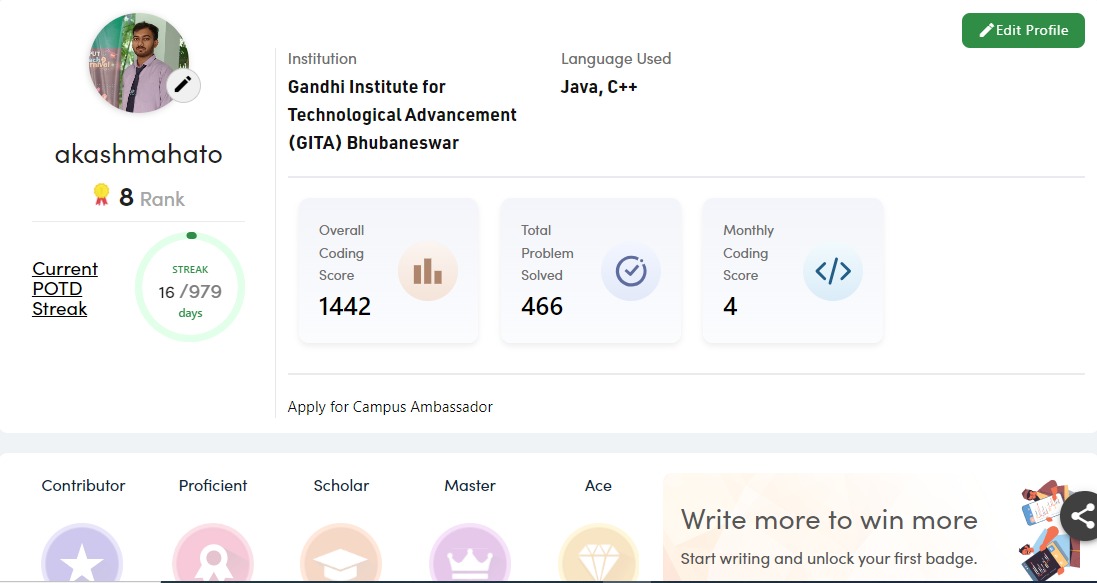 Edit Profile
Institution
Language Used
Gandhi Institute for
Technological Advancement
(GITA) Bhubaneswar
Java, C++
akashmahato
8 Rank
Current
POTD
Streak
STREAK
16 /979
days
Overall
Coding
Score
1442
Total
Problem
Solved
466
Monthly
Coding
Score
4
Apply for Campus Ambassador
Contributor
Proficient
Scholar
Master
Ace
Write more to win more
Start writing and unlock your first badge.